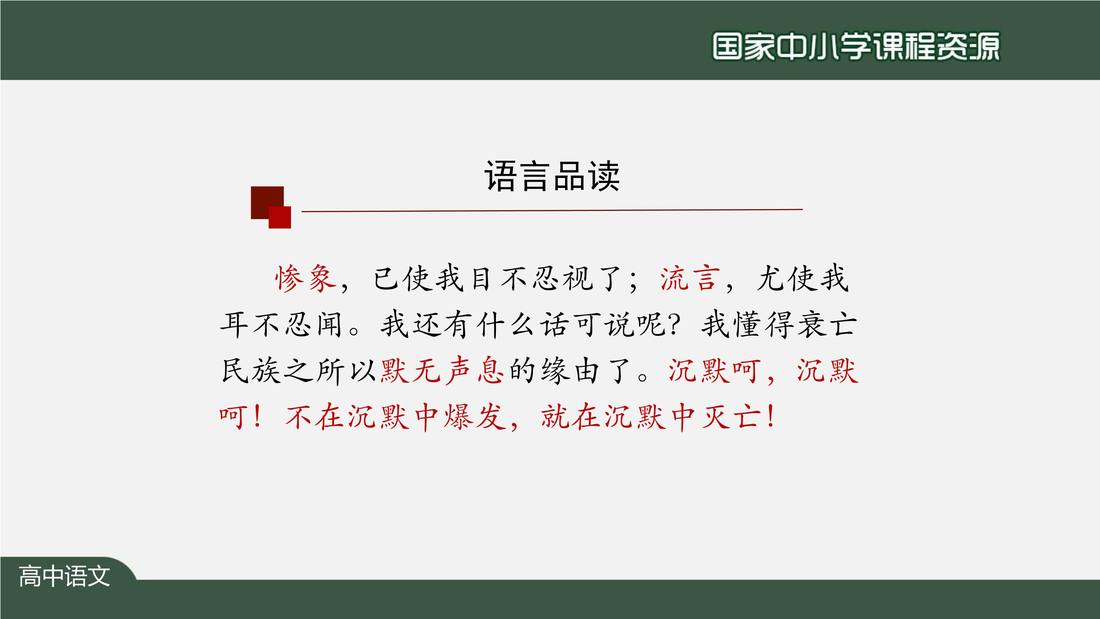 国家中小学课程资源
语言品读
惨象，已使我目不忍视了；流言，尤使我
耳不忍闻。我还有什么话可说呢？我懂得衰亡
民族之所以默无声息的缘由了。沉默呵，沉默
呵！不在沉默中爆发，就在沉默中灭亡！
高中语文